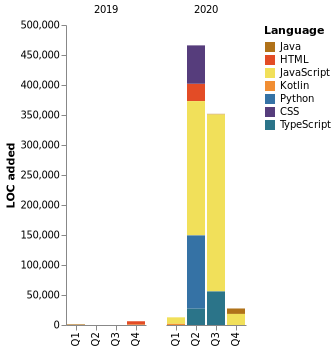 2019
2020
LOC added
500,000
450,000
400,000
350,000
300,000
250,000
200,000
150,000
100,000
50,000
0
Q1
Q2
Q3
Q4
Q1
Q2
Q3
Q4
Language
Java
HTML
JavaScript
Kotlin
Python
CSS
TypeScript